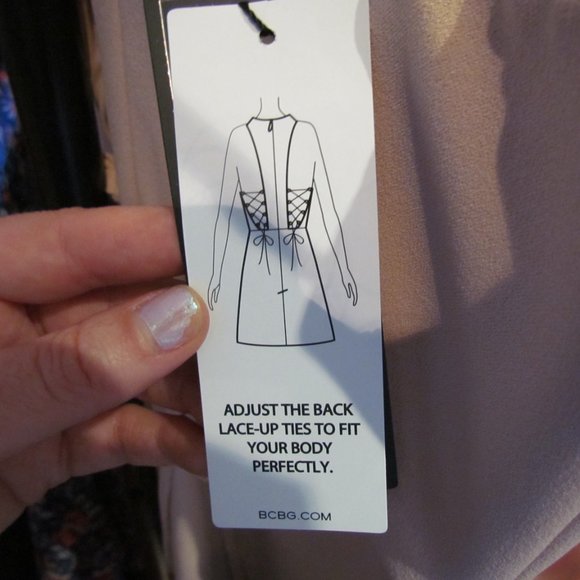 ADJUST THE BACK
LACE-UP TIES TO FIT
YOUR BODY
PERFECTLY.
BCBG.COM